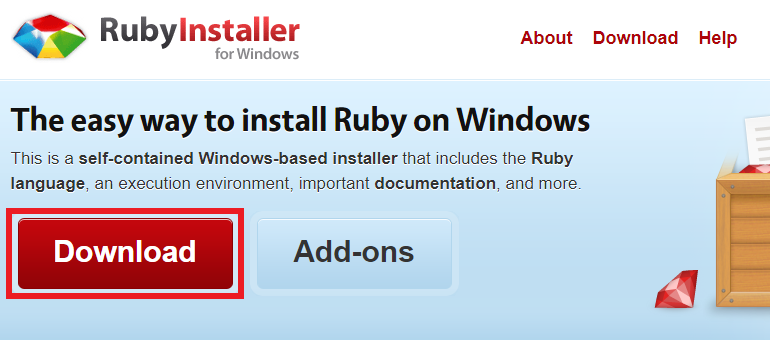 RubyInstaller
for Windows
About Download Help
The easy way to install Ruby on Windows
This is a self-contained Windows-based installer that includes the Ruby
language, an execution environment, important documentation, and more.
Download Add-ons